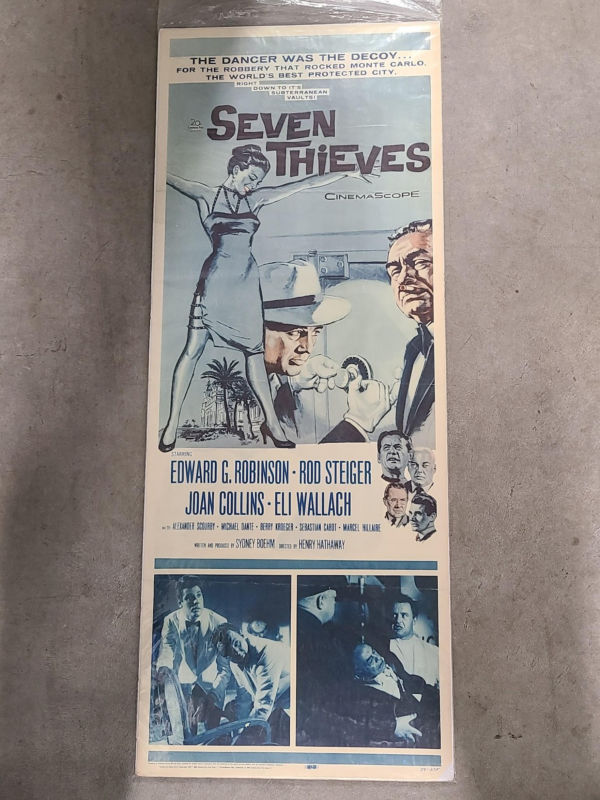 THE DANCER WAS THE DECOY...
FOR THE ROBBERY THAT ROCKED MONTE CARLO.
THE WORLD'S BEST PROTECTED CITY.
RIGHT
DOWN TO IT'S
SUBTERRANEAN
VAULTS!
20
SEVEN
THiEVES
CINEMASCOPE
STARRING
EDWARD G. ROBINSON · ROD STEIGER
JOAN COLLINS · ELI WALLACH
ALEXANDER SCOURBY · MICHAEL DANTE · BERRY KROEGER · SEBASTIAN CABOT · MARCEL HILLAIRE
WRITTEN AND PRODUCED BY SYDNEY BOEHM DIRECTED BY HENRY HATHAWAY